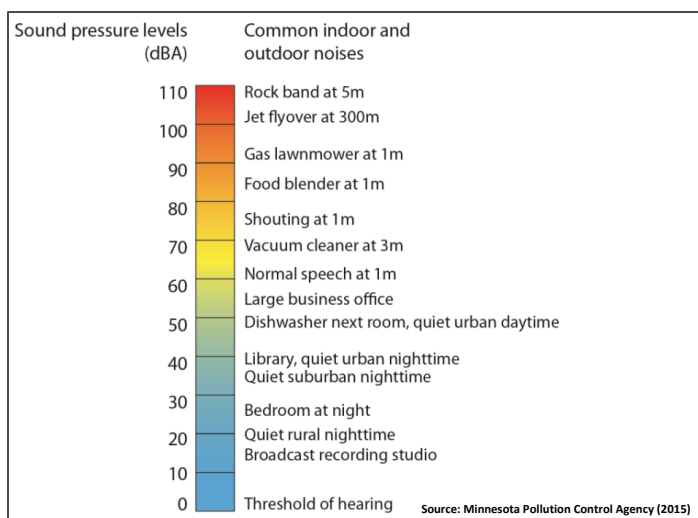 Sound pressure levels
(dBA)
Common indoor and
outdoor noises
110
Rock band at 5m
Jet flyover at 300m
100
Gas lawnmower at 1m
90
Food blender at 1m
80
Shouting at 1m
70
Vacuum cleaner at 3m
Normal speech at 1m
60
Large business office
50
Dishwasher next room, quiet urban daytime
40
Library, quiet urban nighttime
Quiet suburban nighttime
30
Bedroom at night
20
Quiet rural nighttime
Broadcast recording studio
10
0
Threshold of hearing
Source: Minnesota Pollution Control Agency (2015)